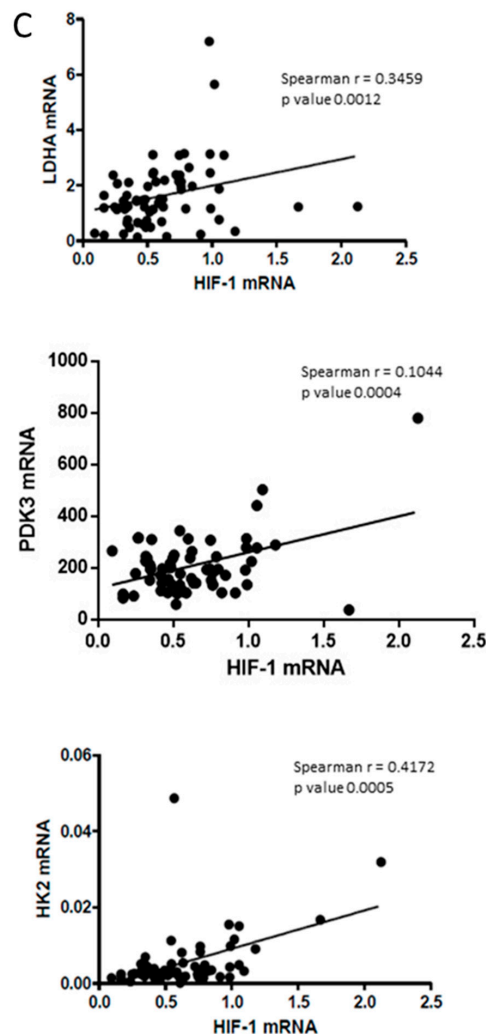 C
Spearman r = 0.3459
p value 0.0012
LDHA mRNA
8
6
4
2
0
0.0 0.5 1.0 1.5 2.0 2.5
HIF-1 mRNA
Spearman r = 0.1044
p value 0.0004
PDK3 mRNA
1000
800
600
400
200
0
0.0 0.5 1.0 1.5 2.0 2.5
HIF-1 mRNA
Spearman r = 0.4172
p value 0.0005
HK2 mRNA
0.06
0.04
0.02
0.00
0.0 0.5 1.0 1.5 2.0 2.5
HIF-1 mRNA